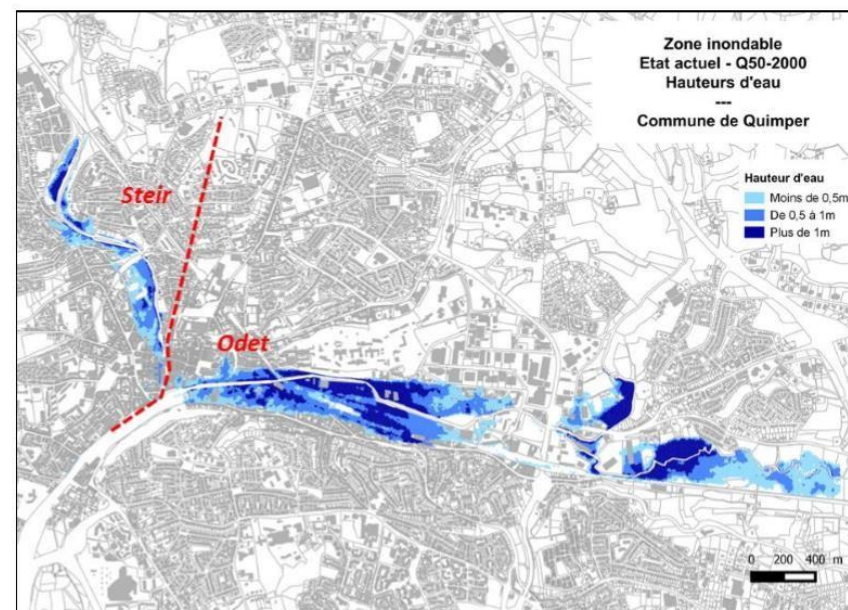 Zone inondable
Etat actuel - Q50-2000
Hauteurs d'eau
---
Commune de Quimper
Hauteur d'eau
Moins de 0,5m
De 0,5 à 1m
Plus de 1m
Steir
Odet
0 200 400 m